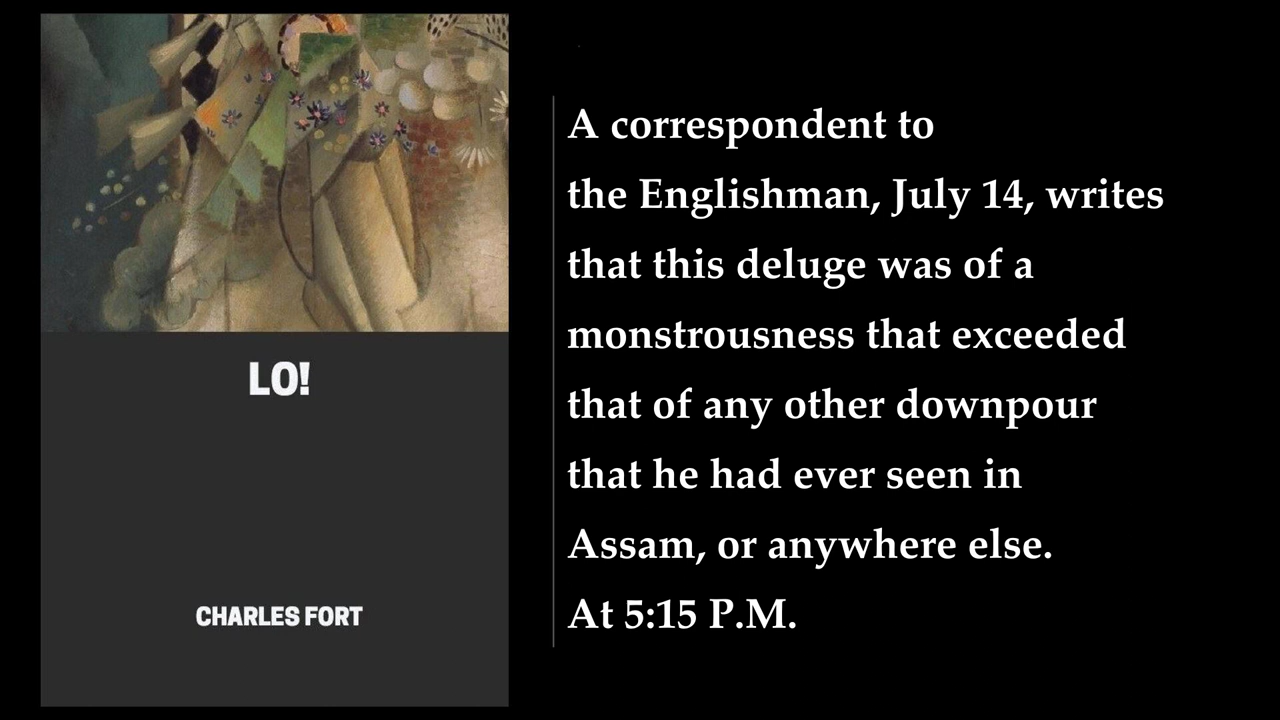 LO!
CHARLES FORT
A correspondent to
the Englishman, July 14, writes
that this deluge was of a
monstrousness that exceeded
that of any other downpour
that he had ever seen in
Assam, or anywhere else.
At 5:15 P.M.